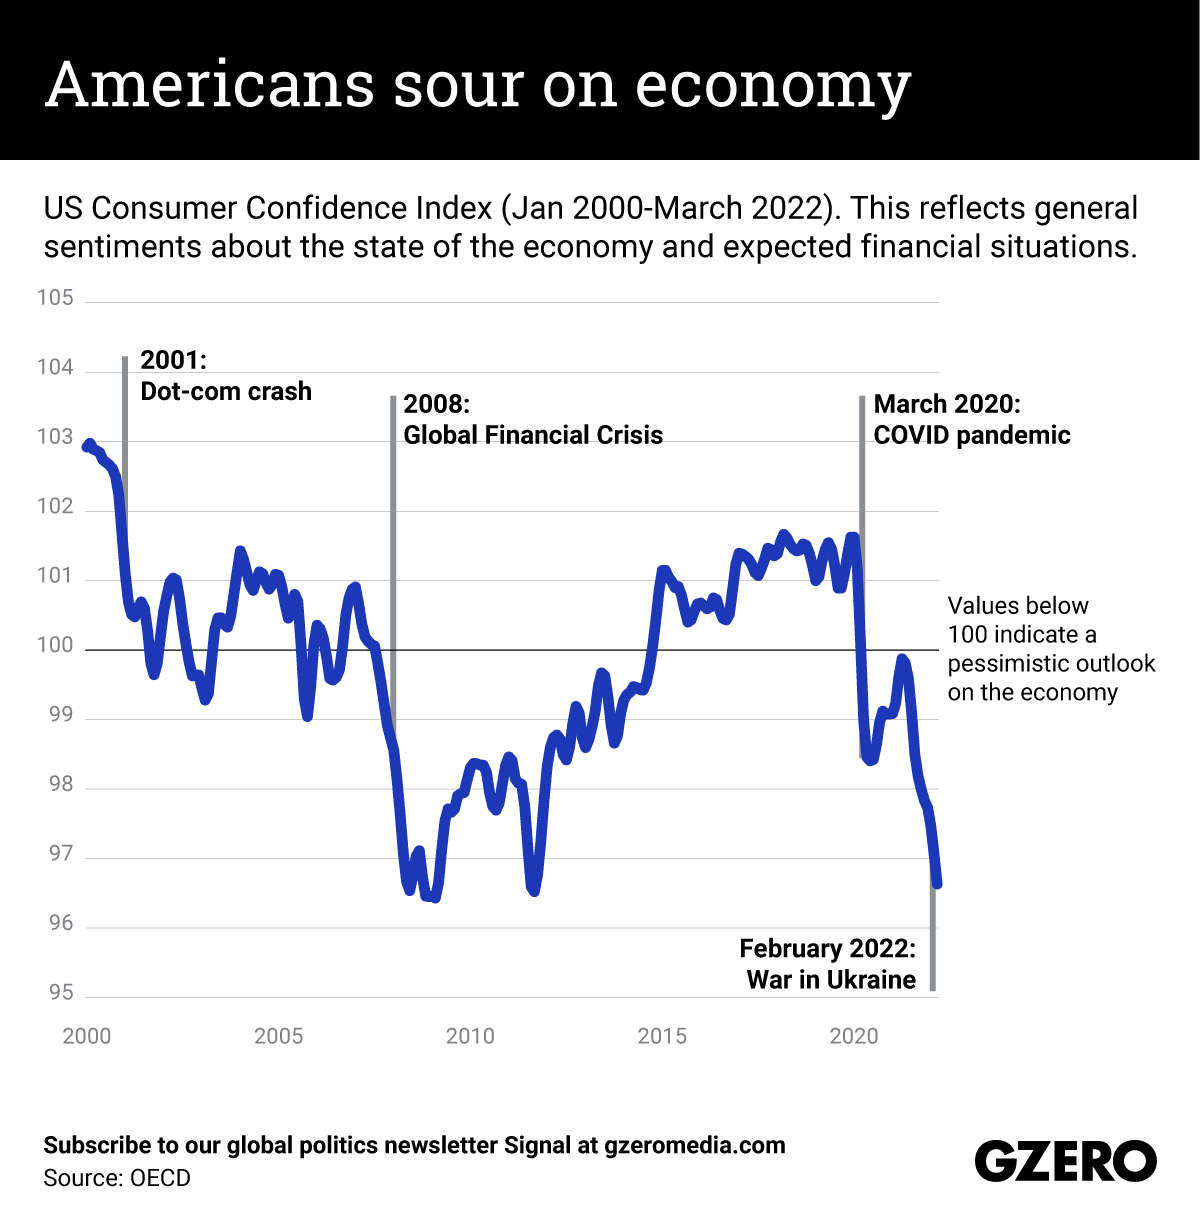 Americans sour on economy
US Consumer Confidence Index (Jan 2000-March 2022). This reflects general
sentiments about the state of the economy and expected financial situations.
105
104
103
102
101
100
99
98
97
96
95
2001:
Dot-com crash
2008:
Global Financial Crisis
March 2020:
COVID pandemic
Values below
100 indicate a
pessimistic outlook
on the economy
February 2022:
War in Ukraine
2000
2005
2010
2015
2020
Subscribe to our global politics newsletter Signal at gzeromedia.com
Source: OECD
GZERO